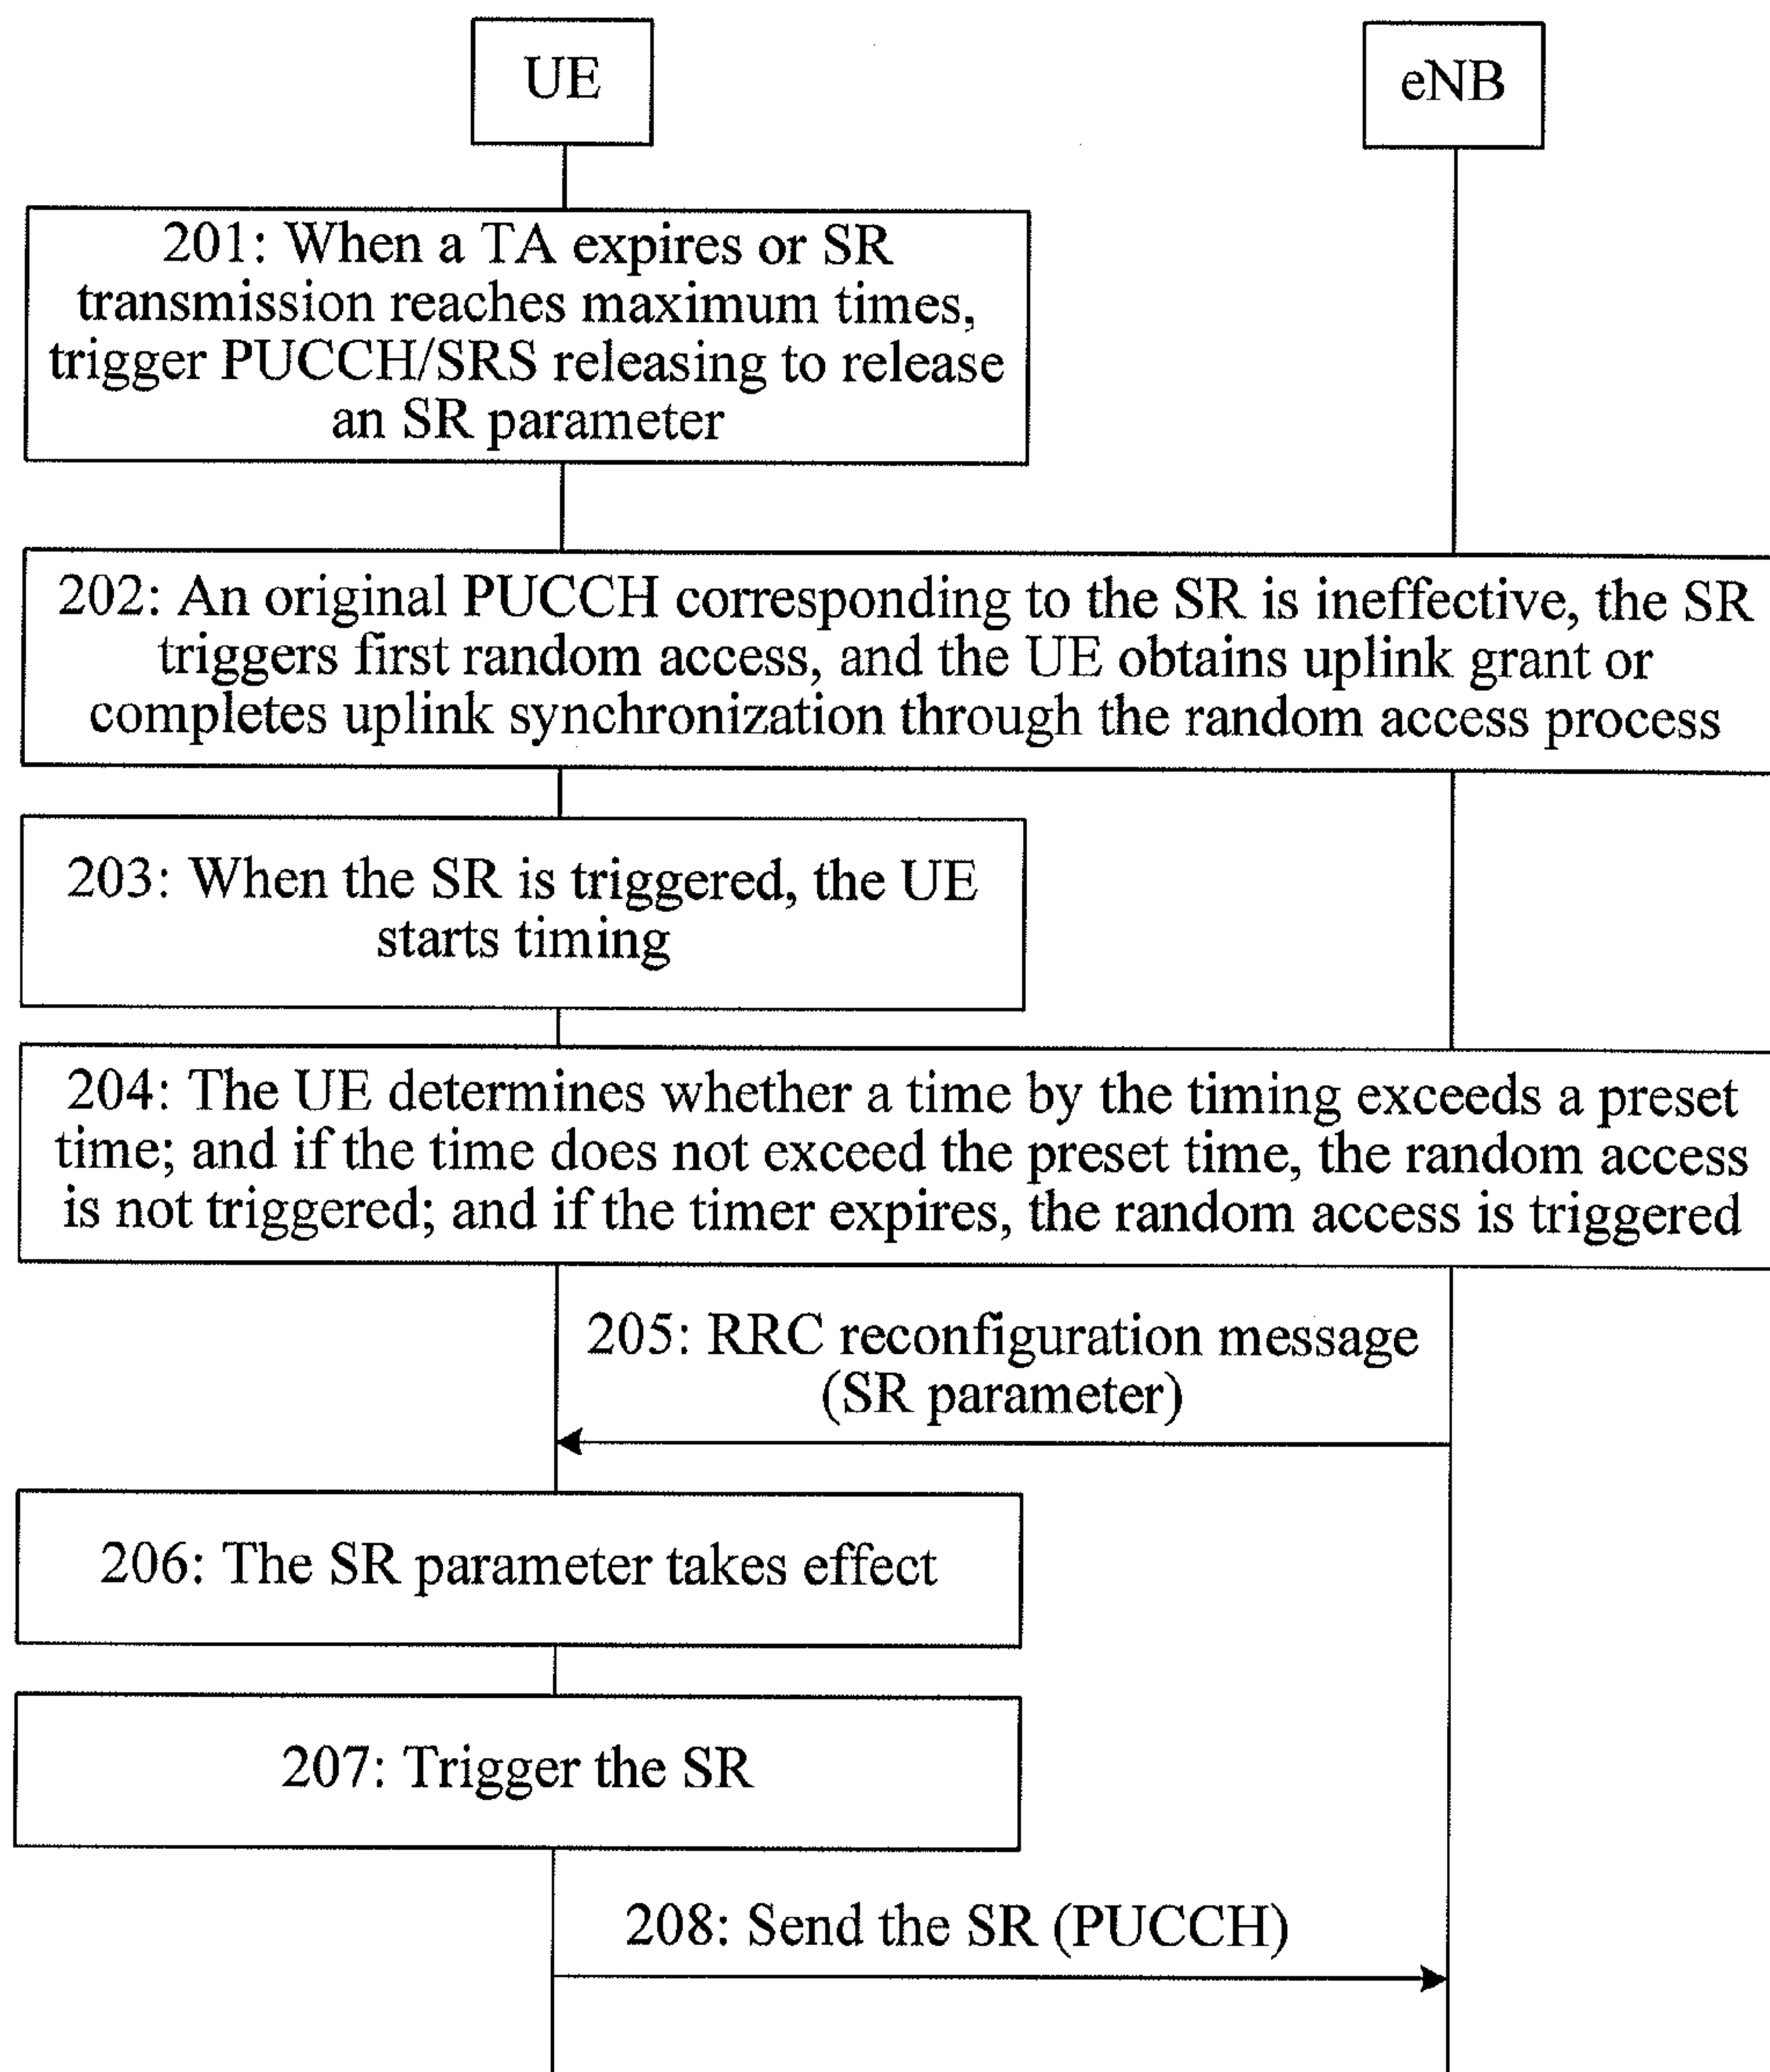 UE
eNB
201: When a TA expires or SR
transmission reaches maximum times,
trigger PUCCH/SRS releasing to release
an SR parameter
202: An original PUCCH corresponding to the SR is ineffective, the SR
triggers first random access, and the UE obtains uplink grant or
completes uplink synchronization through the random access process
203: When the SR is triggered, the UE
starts timing
204: The UE determines whether a time by the timing exceeds a preset
time; and if the time does not exceed the preset time, the random access
is not triggered; and if the timer expires, the random access is triggered
205: RRC reconfiguration message
(SR parameter)
206: The SR parameter takes effect
207: Trigger the SR
208: Send the SR (PUCCH)